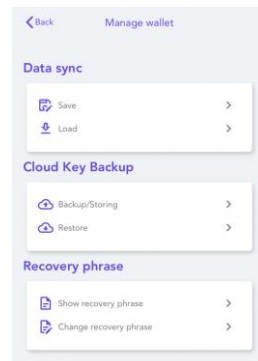 Back
Manage wallet
Data sync
Save
Load
Cloud Key Backup
Backup/Storing
Restore
Recovery phrase
Show recovery phrase
Change recovery phrase